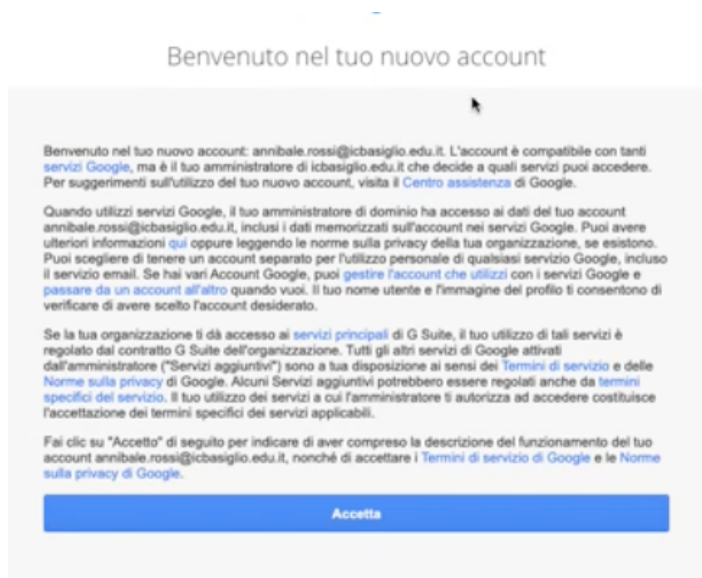 Benvenuto nel tuo nuovo account
Benvenuto nel tuo nuovo account: annibale.rossi@icbasiglio.edu.it. L'account è compatibile con tanti
servizi Google, ma è il tuo amministratore di icbasiglio.edu.it che decide a quali servizi puoi accedere.
Per suggerimenti sull'utilizzo del tuo nuovo account, visita il Centro assistenza di Google.
Quando utilizzi servizi Google, il tuo amministratore di dominio ha accesso ai dati del tuo account
annibale.rossi@icbasiglio.edu.it, inclusi i dati memorizzati sull'account nei servizi Google. Puoi avere
ulteriori informazioni qui oppure leggendo le norme sulla privacy della tua organizzazione, se esistono.
Puoi scegliere di tenere un account separato per l'utilizzo personale di qualsiasi servizio Google, incluso
il servizio email. Se hai vari Account Google, puoi gestire l'account che utilizzi con i servizi Google e
passare da un account all'altro quando vuoi. Il tuo nome utente e l'immagine del profilo ti consentono di
verificare di avere scelto l'account desiderato.
Se la tua organizzazione ti dà accesso ai servizi principali di G Suite, il tuo utilizzo di tali servizi è
regolato dal contratto G Suite dell'organizzazione. Tutti gli altri servizi di Google attivati
dall'amministratore ("Servizi aggiuntivi") sono a tua disposizione ai sensi dei Termini di servizio e delle
Norme sulla privacy di Google. Alcuni Servizi aggiuntivi potrebbero essere regolati anche da termini
specifici del servizio. Il tuo utilizzo dei servizi a cui l'amministratore ti autorizza ad accedere costituisce
l'accettazione dei termini specifici dei servizi applicabili.
Fai clic su "Accetto" di seguito per indicare di aver compreso la descrizione del funzionamento del tuo
account annibale.rossi@icbasiglio.edu.it, nonché di accettare i Termini di servizio di Google e le Norme
sulla privacy di Google.
Accetta